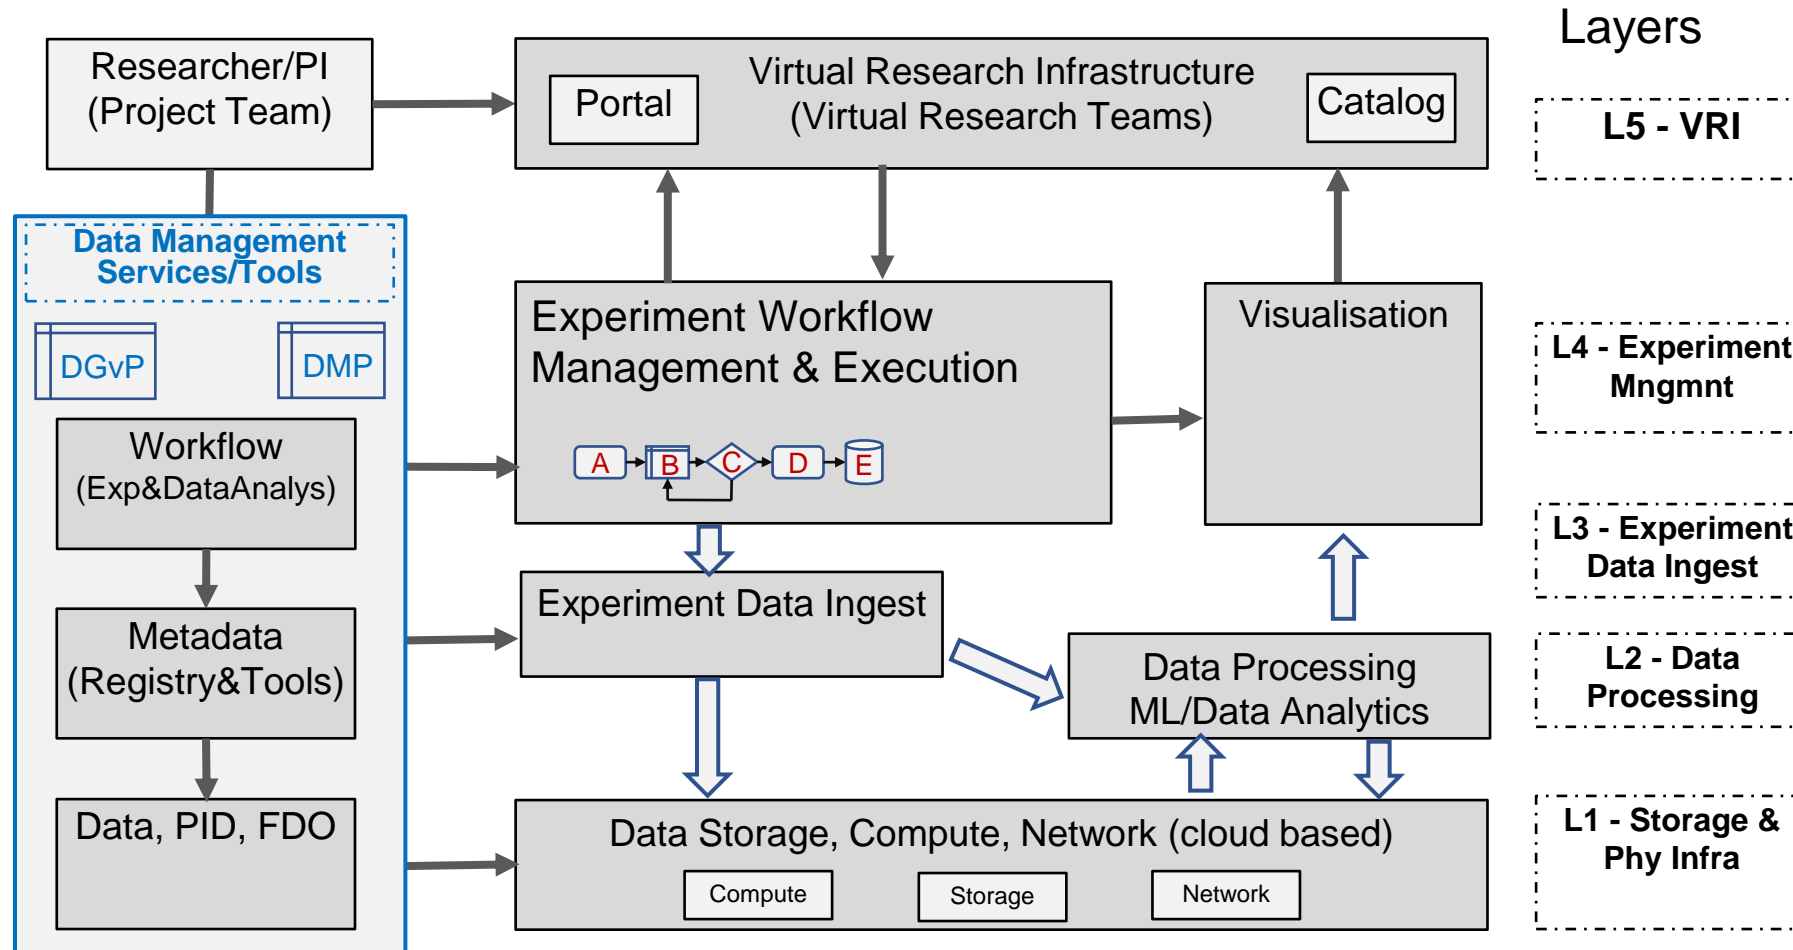 Layers
Researcher/PI
(Project Team)
Virtual Research Infrastructure
(Virtual Research Teams)
Portal
Catalog
L5 - VRI
Data Management
Services/Tools
DGvP
DMP
Experiment Workflow
Management & Execution
A
B
C
D
E
Visualisation
L4 - Experiment
Mngmnt
Workflow
(Exp&DataAnalys)
L3 - Experiment
Data Ingest
Experiment Data Ingest
Metadata
(Registry&Tools)
Data Processing
ML/Data Analytics
L2 - Data
Processing
Data, PID, FDO
Data Storage, Compute, Network (cloud based)
Compute
Storage
Network
L1 - Storage &
Phy Infra